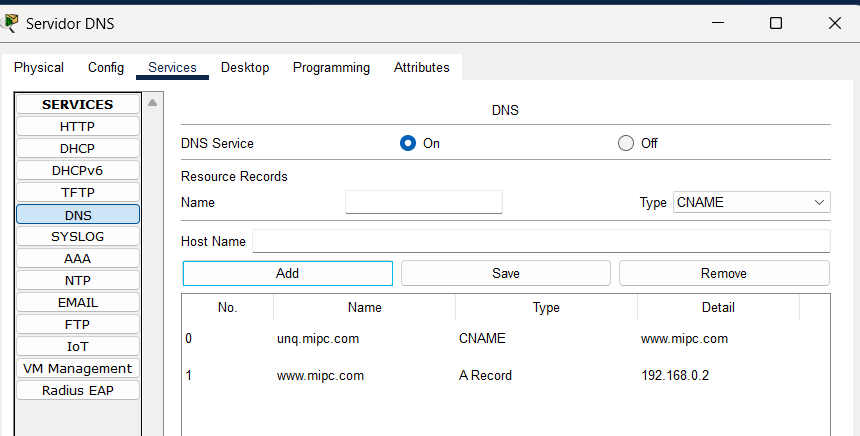 Servidor DNS
Physical Config Services Desktop Programming Attributes
SERVICES
HTTP
DHCP
DHCPv6
TFTP
DNS
SYSLOG
AAA
NTP
EMAIL
FTP
IoT
VM Management
Radius EAP
DNS
DNS Service On Off
Resource Records
Name Type CNAME
Host Name
Add Save Remove
No. Name Type Detail
0 unq.mipc.com CNAME www.mipc.com
1 www.mipc.com A Record 192.168.0.2